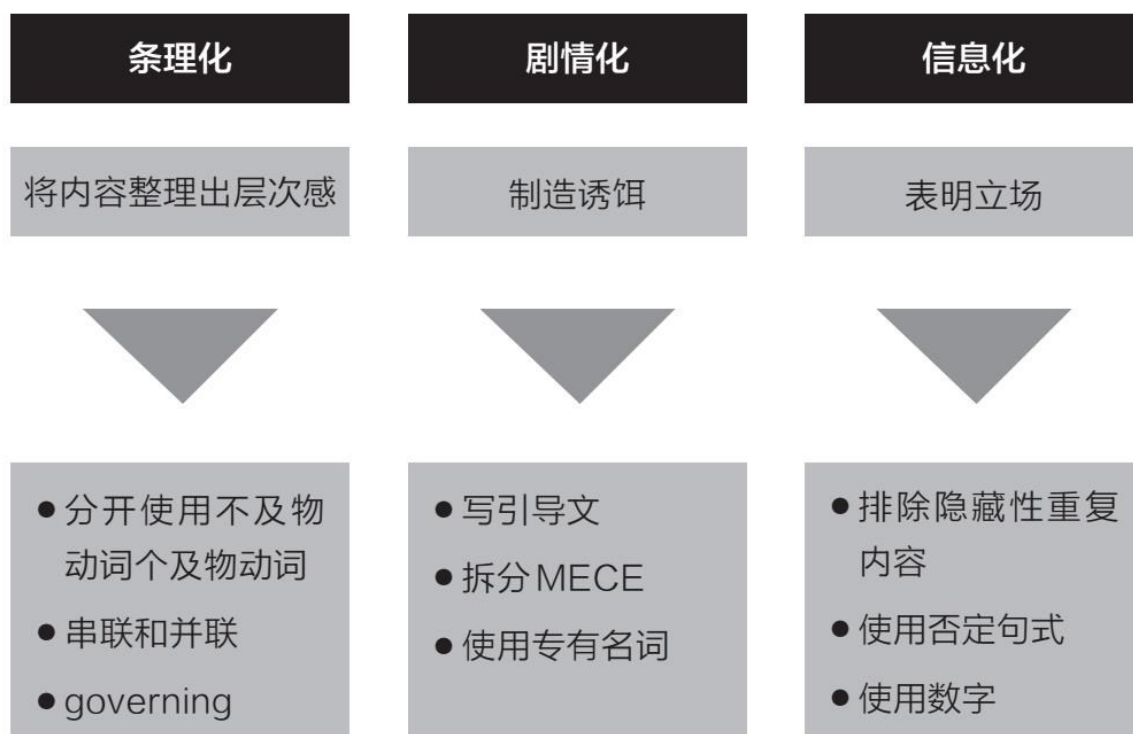 条理化
将内容整理出层次感
●分开使用不及物
动词个及物动词
●串联和并联
●governing
剧情化
制造诱饵
●写引导文
●拆分MECE
●使用专有名词
信息化
表明立场
●排除隐藏性重复
内容
●使用否定句式
●使用数字